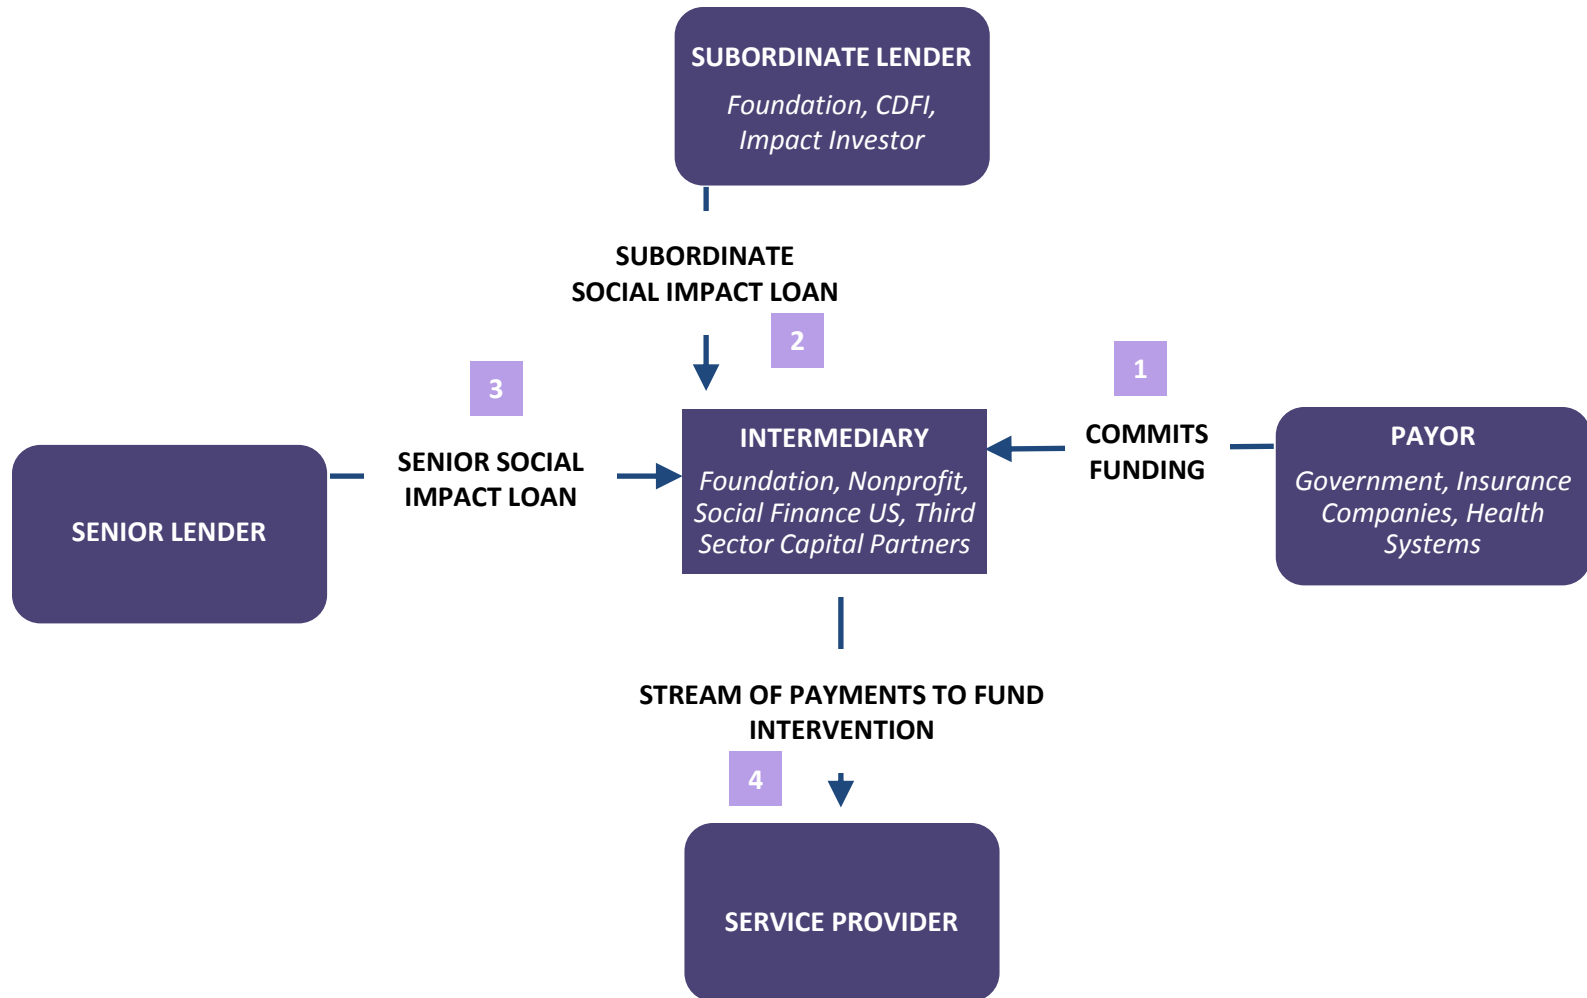 SUBORDINATE LENDER
Foundation, CDFI,
Impact Investor
SUBORDINATE
SOCIAL IMPACT LOAN
2
1
3
SENIOR SOCIAL
IMPACT LOAN
SENIOR LENDER
INTERMEDIARY
Foundation, Nonprofit,
Social Finance US, Third
Sector Capital Partners
COMMITS
FUNDING
PAYOR
Government, Insurance
Companies, Health
Systems
STREAM OF PAYMENTS TO FUND
INTERVENTION
4
SERVICE PROVIDER